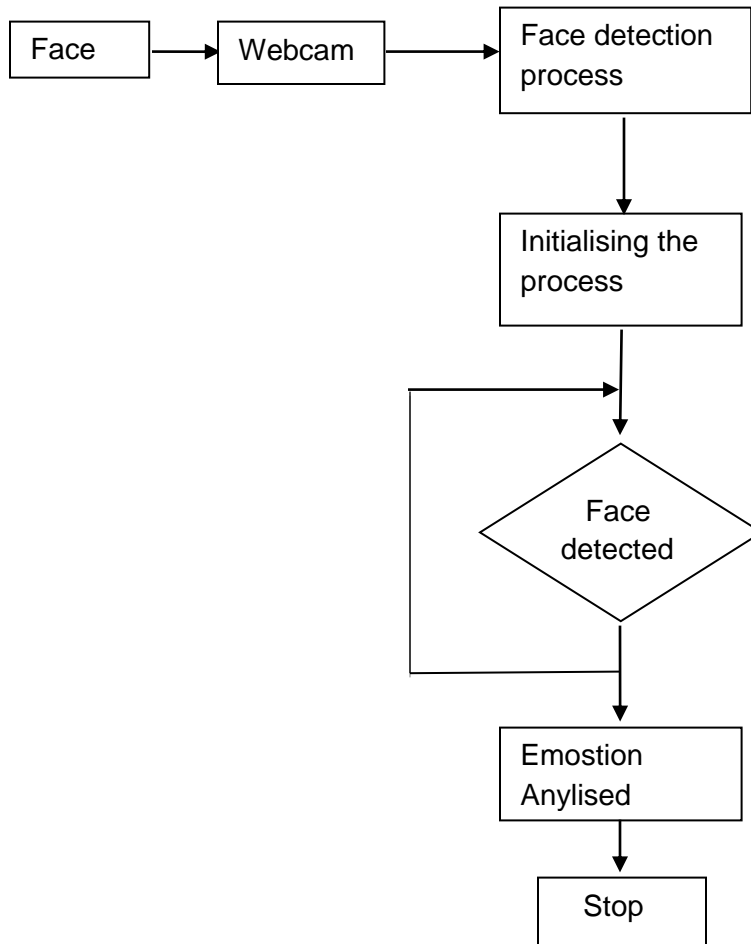 Face
Webcam
Face detection
process
Initialising the
process
Face
detected
Emostion
Anylised
Stop